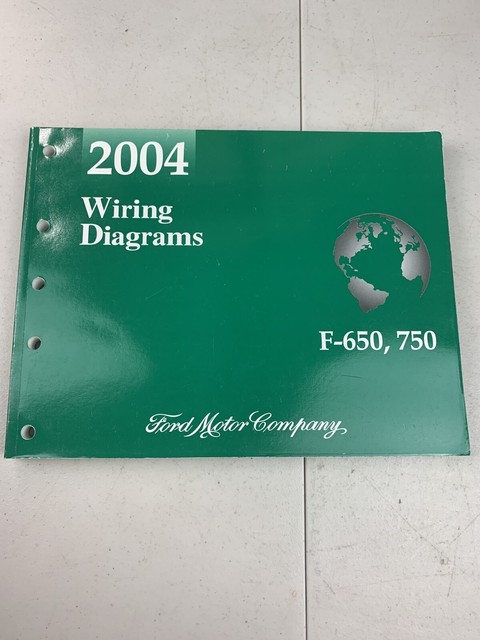 2004
Wiring
Diagrams
F-650, 750
Ford Motor Company